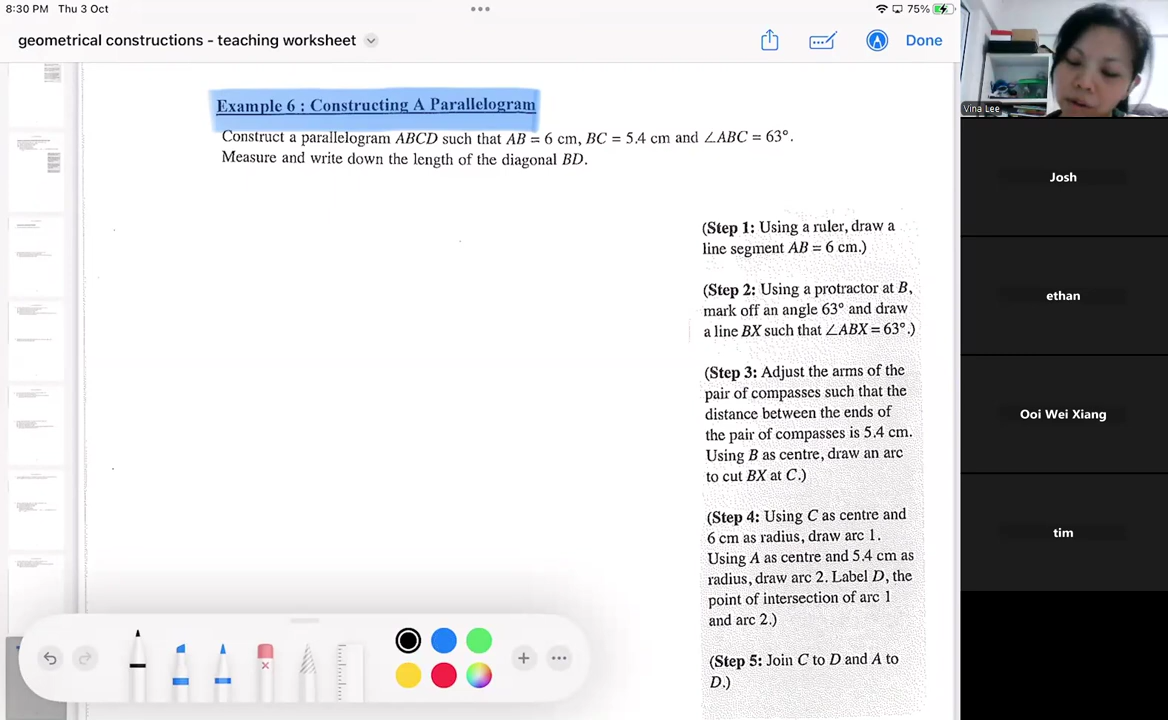 8:30 PM Thu 3 Oct
75%
geometrical constructions - teaching worksheet
Done
Vina Lee
Example 6 : Constructing A Parallelogram
Construct a parallelogram ABCD such that AB = 6 cm, BC = 5.4 cm and ∠ABC = 63°.
Measure and write down the length of the diagonal BD.
Josh
(Step 1: Using a ruler, draw a
line segment AB = 6 cm.)
(Step 2: Using a protractor at B,
mark off an angle 63° and draw
a line BX such that ∠ABX = 63°.)
ethan
(Step 3: Adjust the arms of the
pair of compasses such that the
distance between the ends of
the pair of compasses is 5.4 cm.
Using B as centre, draw an arc
to cut BX at C.)
Ooi Wei Xiang
(Step 4: Using C as centre and
6 cm as radius, draw arc 1.
Using A as centre and 5.4 cm as
radius, draw arc 2. Label D, the
point of intersection of arc 1
and arc 2.)
tim
(Step 5: Join C to D and A to
D.)